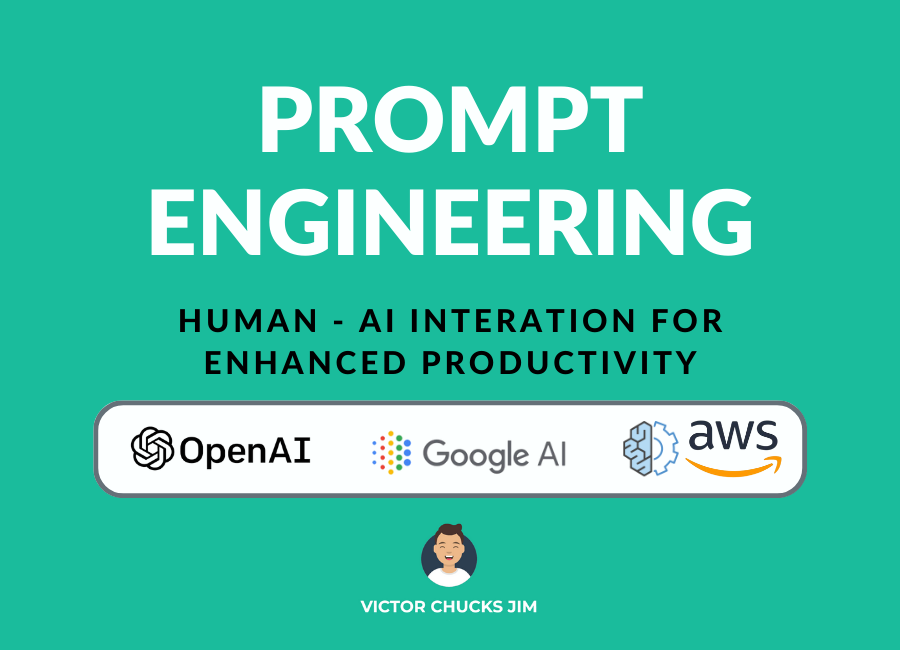 PROMPT
ENGINEERING
HUMAN - AI INTERATION FOR
ENHANCED PRODUCTIVITY
OpenAI Google AI aws
VICTOR CHUCKS JIM